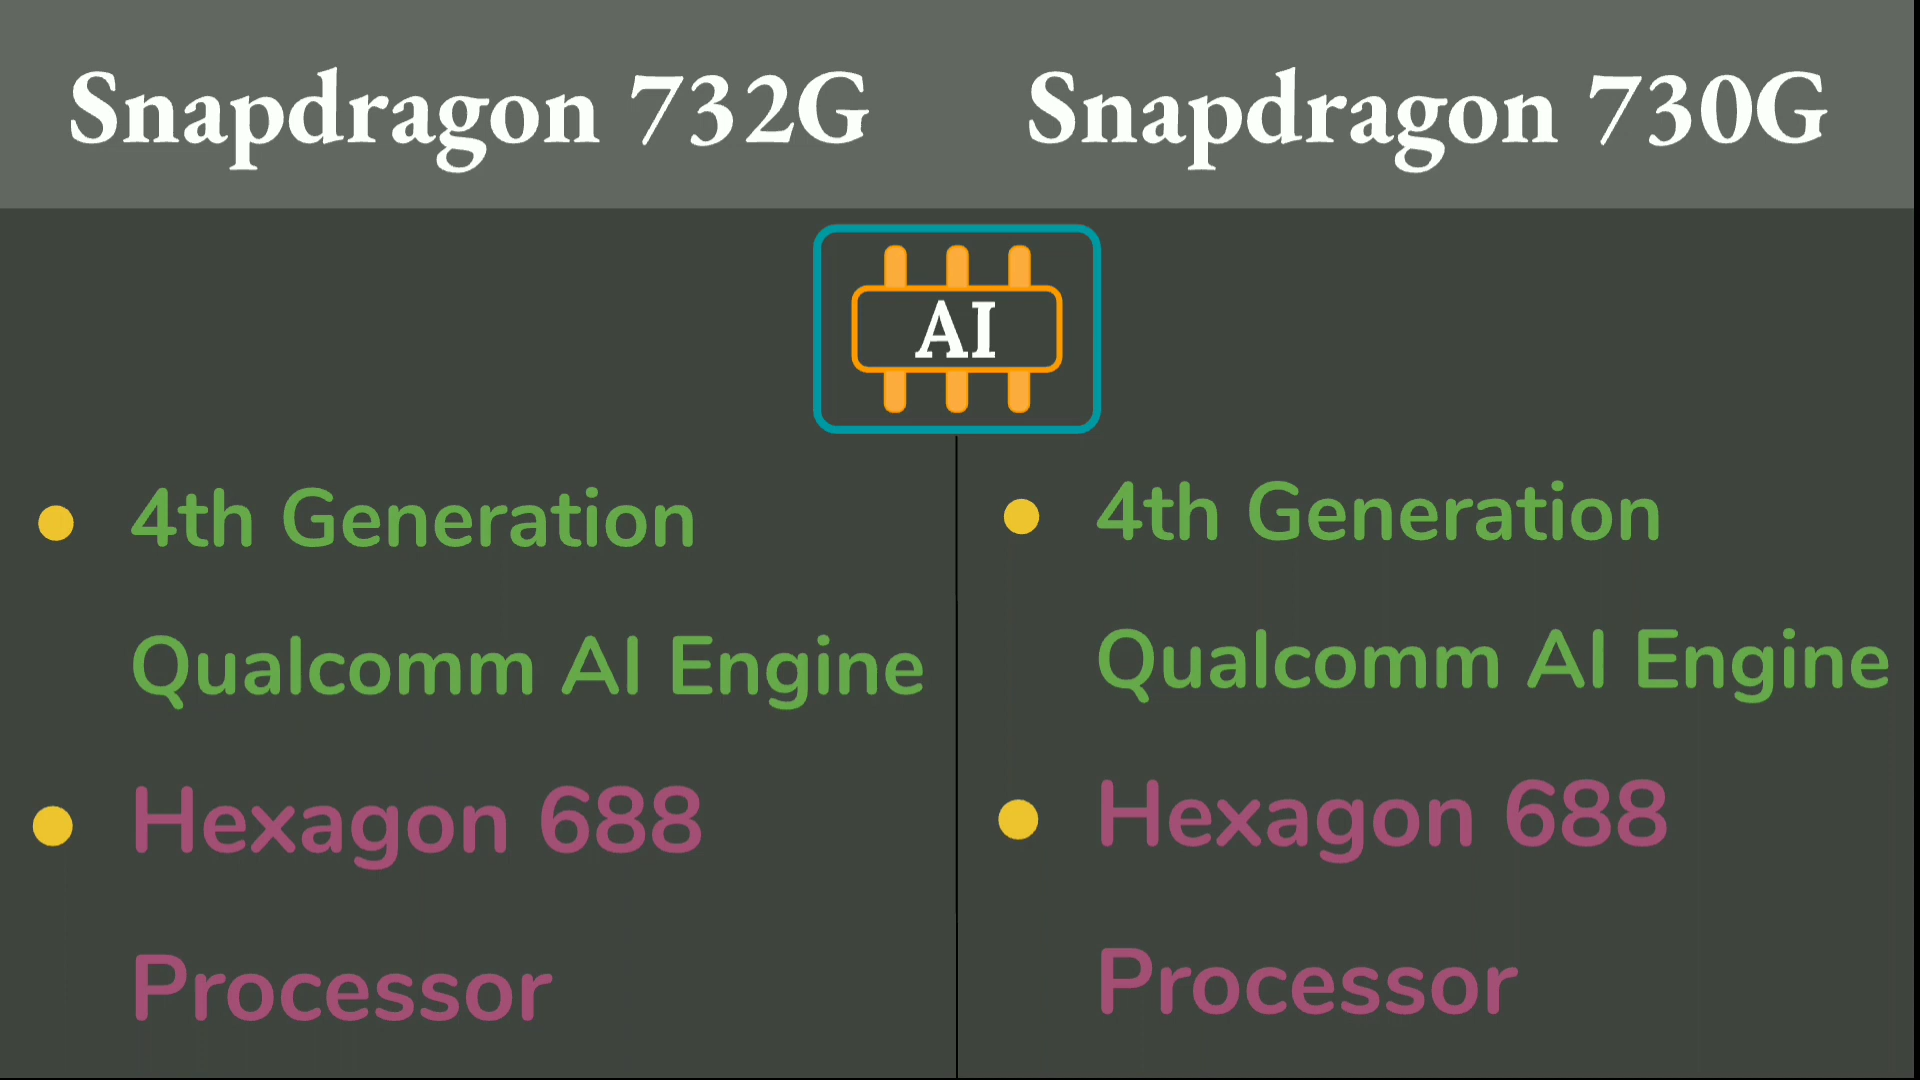 Snapdragon 732G
Snapdragon 730G
AI
4th Generation
Qualcomm AI Engine
Hexagon 688
Processor
4th Generation
Qualcomm AI Engine
Hexagon 688
Processor